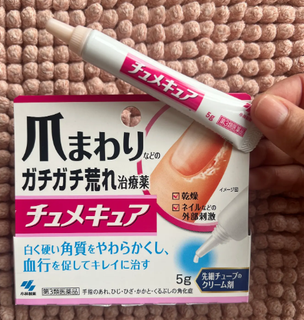 チュメキュア
5g
爪まわりなどの
ガチガチ荒れ治療薬
チュメキュア
乾燥
ネイルなどの
外部刺激
イメージ図
白く硬い角質をやわらかくし、
血行を促してキレイに治す
5g
先細チューブの
クリーム剤
小林製薬
第3類医薬品
手指のあれ、ひじ・ひざ・かかと・くるぶしの角化症